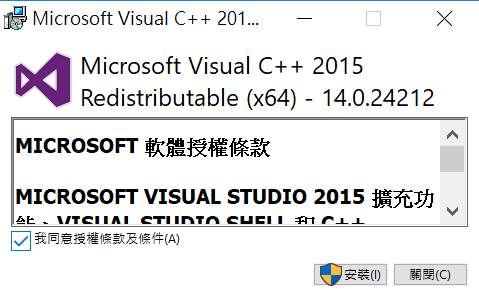 Microsoft Visual C++ 201...
Microsoft Visual C++ 2015
Redistributable (x64) - 14.0.24212
MICROSOFT 軟體授權條款
MICROSOFT VISUAL STUDIO 2015 擴充功
能、VISUAL STUDIO SHELL 和 C++
我同意授權條款及條件(A)
安裝(I)
關閉(C)